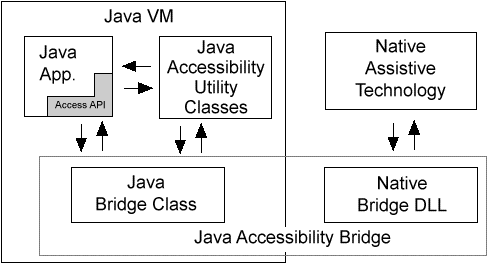 Java VM
Java
App.
Access API
Java
Accessibility
Utility
Classes
Native
Assistive
Technology
Java
Bridge Class
Native
Bridge DLL
Java Accessibility Bridge